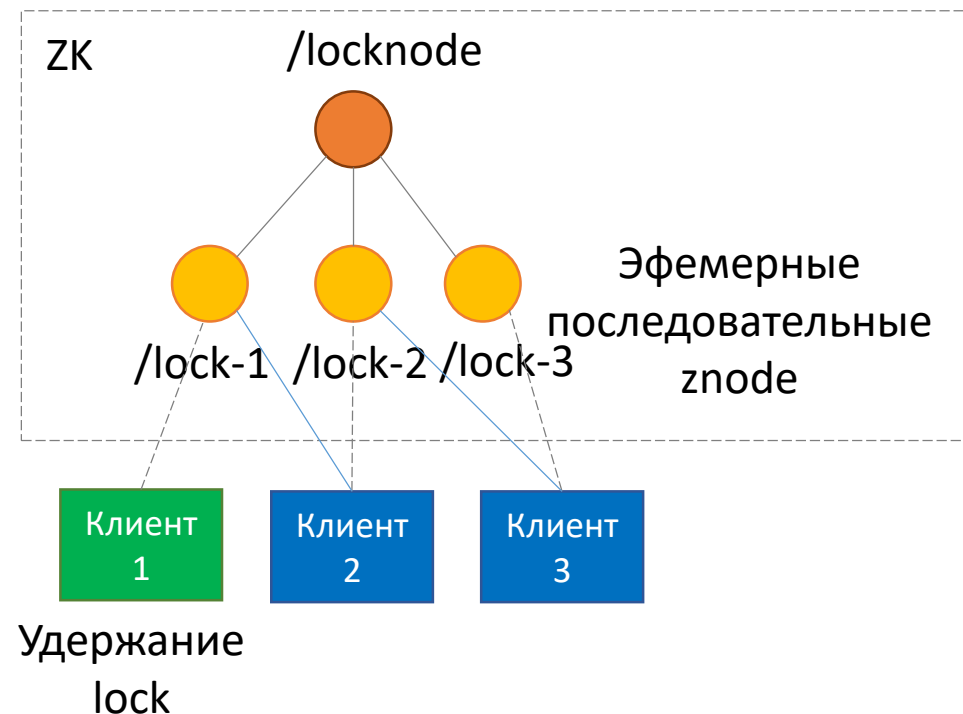 ZK
/locknode
Эфемерные
последовательные
znode
/lock-1
/lock-2
/lock-3
Клиент
1
Клиент
2
Клиент
3
Удержание
lock